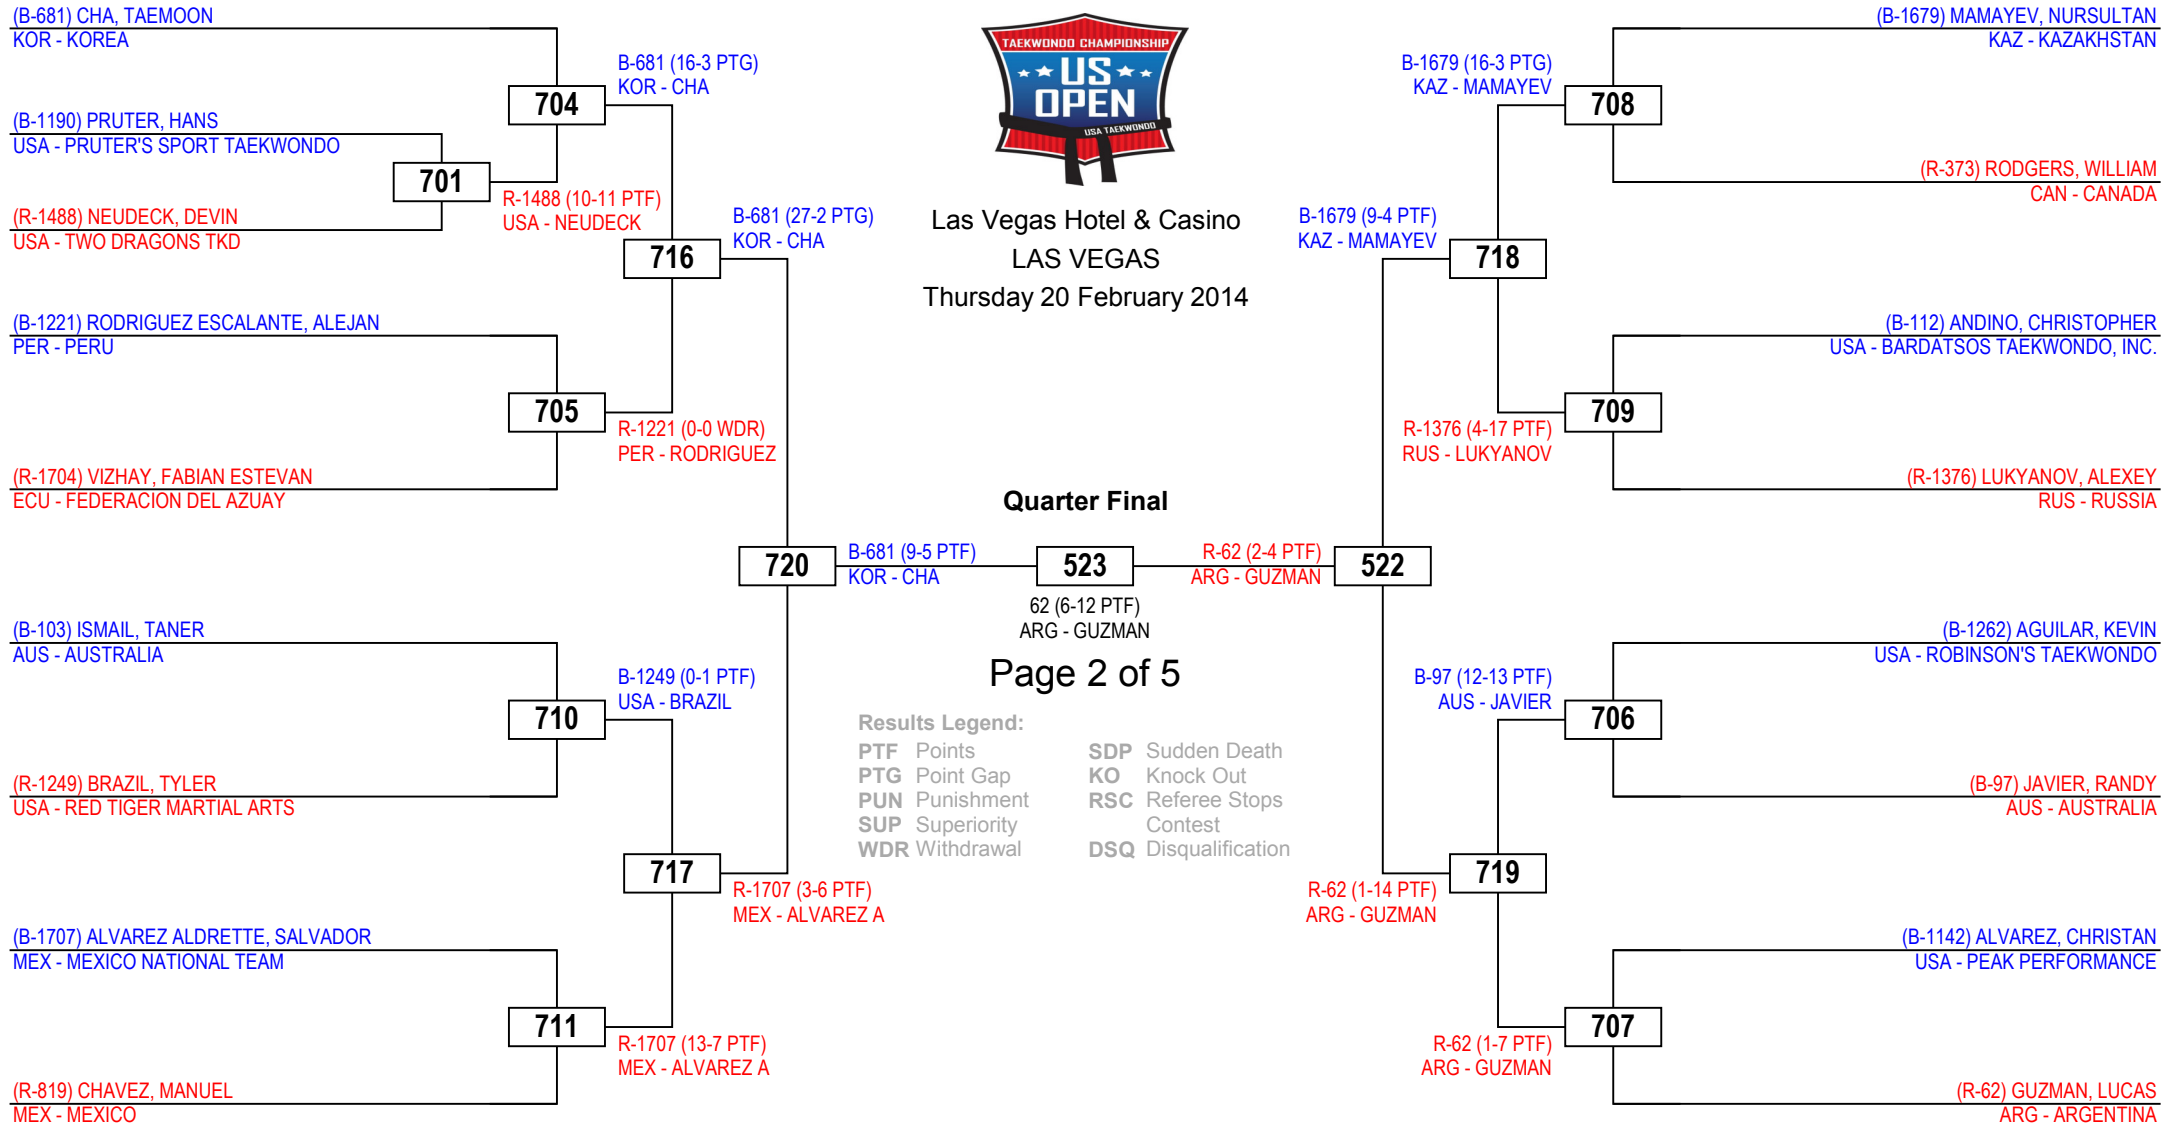 (B-681) CHA, TAEMOON
KOR - KOREA
(B-1190) PRUTER, HANS
USA - PRUTER'S SPORT TAEKWONDO
(R-1488) NEUDECK, DEVIN
USA - TWO DRAGONS TKD
(B-1221) RODRIGUEZ ESCALANTE, ALEJAN
PER - PERU
(R-1704) VIZHAY, FABIAN ESTEVAN
ECU - FEDERACION DEL AZUAY
(B-103) ISMAIL, TANER
AUS - AUSTRALIA
(R-1249) BRAZIL, TYLER
USA - RED TIGER MARTIAL ARTS
(B-1707) ALVAREZ ALDRETTE, SALVADOR
MEX - MEXICO NATIONAL TEAM
(R-819) CHAVEZ, MANUEL
MEX - MEXICO
701
R-1488 (10-11 PTF)
USA - NEUDECK
704
B-681 (16-3 PTG)
KOR - CHA
705
R-1221 (0-0 WDR)
PER - RODRIGUEZ
710
B-1249 (0-1 PTF)
USA - BRAZIL
711
R-1707 (13-7 PTF)
MEX - ALVAREZ A
716
B-681 (27-2 PTG)
KOR - CHA
717
R-1707 (3-6 PTF)
MEX - ALVAREZ A
720
B-681 (9-5 PTF)
KOR - CHA
TAEKWONDO CHAMPIONSHIP
US
OPEN
USA TAEKWONDO
Las Vegas Hotel & Casino
LAS VEGAS
Thursday 20 February 2014
Quarter Final
523
62 (6-12 PTF)
ARG - GUZMAN
Page 2 of 5
Results Legend:
PTF Points
PTG Point Gap
PUN Punishment
SUP Superiority
WDR Withdrawal
SDP Sudden Death
KO Knock Out
RSC Referee Stops
Contest
DSQ Disqualification
R-62 (2-4 PTF)
ARG - GUZMAN
522
B-1679 (9-4 PTF)
KAZ - MAMAYEV
718
R-62 (1-14 PTF)
ARG - GUZMAN
719
B-1679 (16-3 PTG)
KAZ - MAMAYEV
708
R-1376 (4-17 PTF)
RUS - LUKYANOV
709
B-97 (12-13 PTF)
AUS - JAVIER
706
R-62 (1-7 PTF)
ARG - GUZMAN
707
(B-1679) MAMAYEV, NURSULTAN
KAZ - KAZAKHSTAN
(R-373) RODGERS, WILLIAM
CAN - CANADA
(B-112) ANDINO, CHRISTOPHER
USA - BARDATSOS TAEKWONDO, INC.
(R-1376) LUKYANOV, ALEXEY
RUS - RUSSIA
(B-1262) AGUILAR, KEVIN
USA - ROBINSON'S TAEKWONDO
(B-97) JAVIER, RANDY
AUS - AUSTRALIA
(B-1142) ALVAREZ, CHRISTAN
USA - PEAK PERFORMANCE
(R-62) GUZMAN, LUCAS
ARG - ARGENTINA